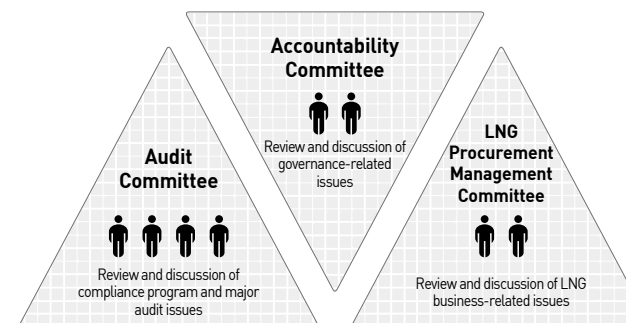 Accountability
Committee
Review and discussion of
governance-related
issues
Audit
Committee
Review and discussion of
compliance program and major
audit issues
LNG
Procurement
Management
Committee
Review and discussion of LNG
business-related issues